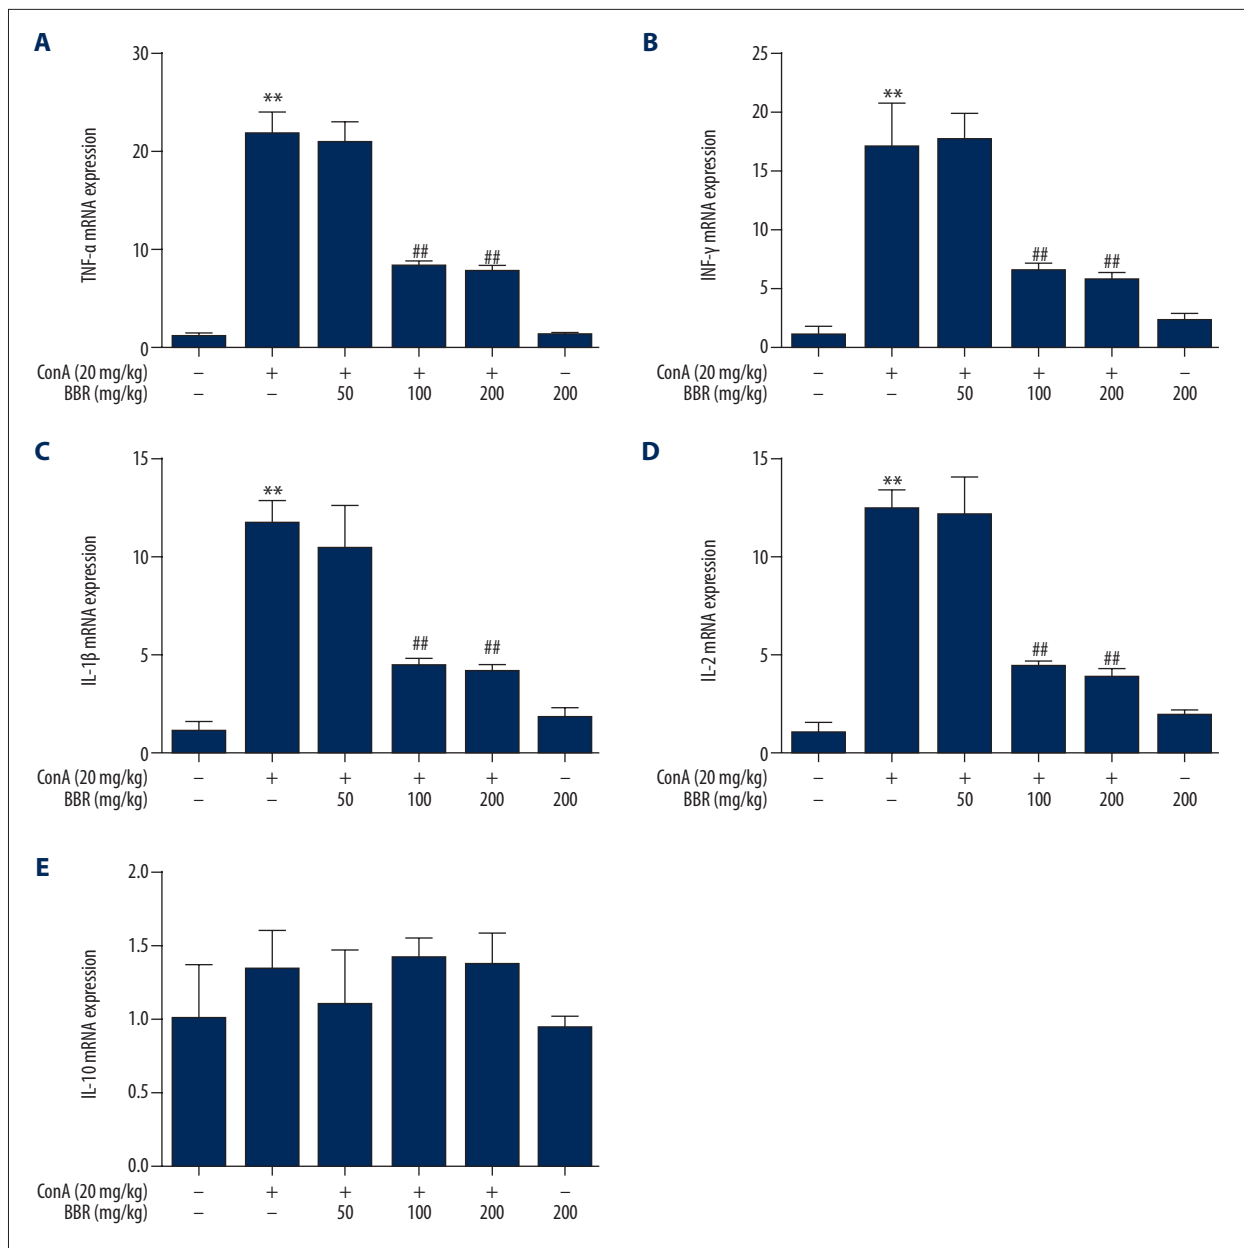 A
TNF-α mRNA expression
30
20
10
0
** ## ##
ConA (20 mg/kg) – + + + + –
BBR (mg/kg) – – 50 100 200 200
B
INF-γ mRNA expression
25
20
15
10
5
0
** ## ##
ConA (20 mg/kg) – + + + + –
BBR (mg/kg) – – 50 100 200 200
C
IL-1β mRNA expression
15
10
5
0
** ## ##
ConA (20 mg/kg) – + + + + –
BBR (mg/kg) – – 50 100 200 200
D
IL-2 mRNA expression
15
10
5
0
** ## ##
ConA (20 mg/kg) – + + + + –
BBR (mg/kg) – – 50 100 200 200
E
IL-10 mRNA expression
2.0
1.5
1.0
0.5
0.0
ConA (20 mg/kg) – + + + + –
BBR (mg/kg) – – 50 100 200 200